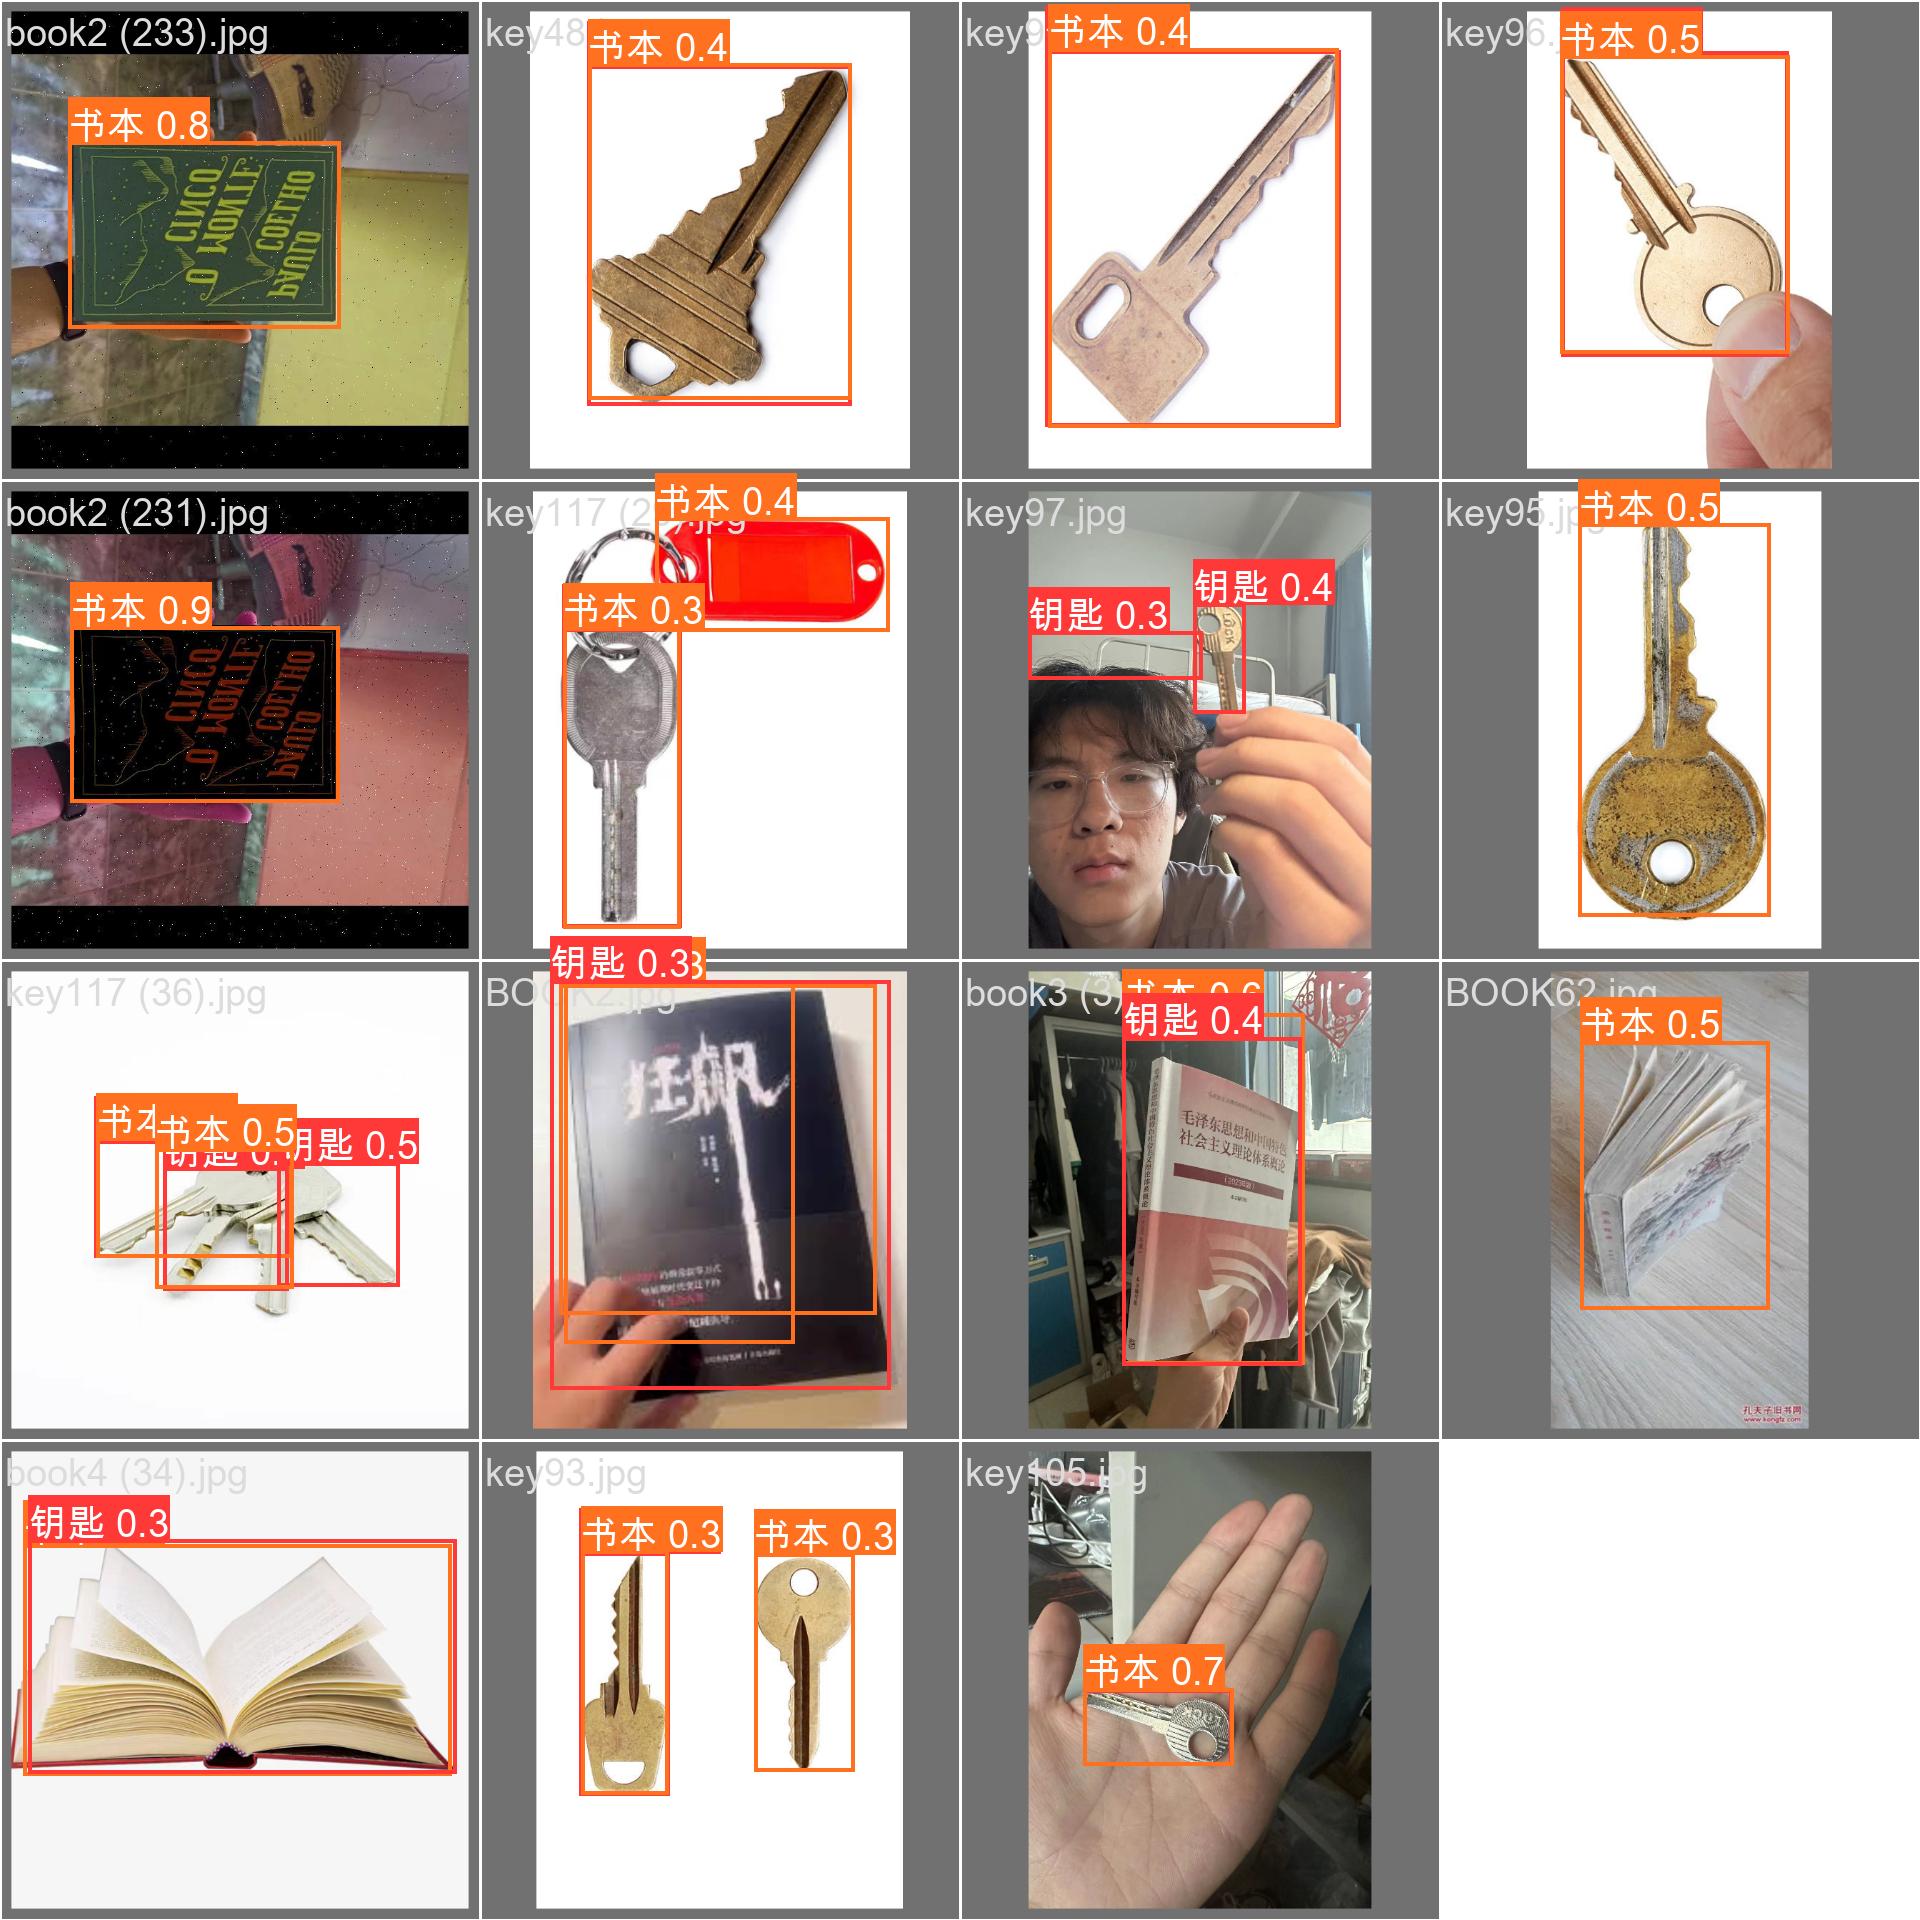 book2 (233).jpg
书本 0.8
CINCO
O MONTE
COELHO
PAULO
key48
书本 0.4
key9
书本 0.4
key96.
书本 0.5
book2 (231).jpg
书本 0.9
CINCO
O MONTE
COELHO
PAULO
key117 (2
).jpg
书本 0.4
书本 0.3
key97.jpg
钥匙 0.3
钥匙 0.4
LOCK
key95.jpg
书本 0.5
key117 (36).jpg
书本
书本 0.5
钥匙 0.
钥匙 0.5
BOOK2.jpg
钥匙 0.3
狂飙
book3 (3)
书本 0.6
钥匙 0.4
毛泽东思想和中国特色
社会主义理论体系概论
(2023年版)
BOOK62.jpg
书本 0.5
孔夫子旧书网
www.kongfz.com
book4 (34).jpg
钥匙 0.3
key93.jpg
书本 0.3
书本 0.3
key105.jpg
书本 0.7
LOCK